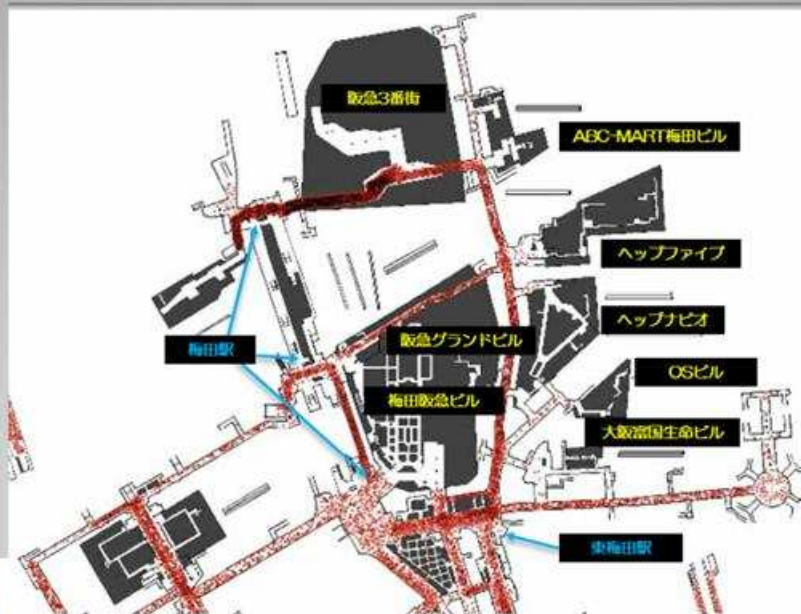 阪急3番街
ABC-MART梅田ビル
ヘップファイブ
ヘップナビオ
阪急グランドビル
梅田駅
OSビル
梅田阪急ビル
大阪富国生命ビル
東梅田駅